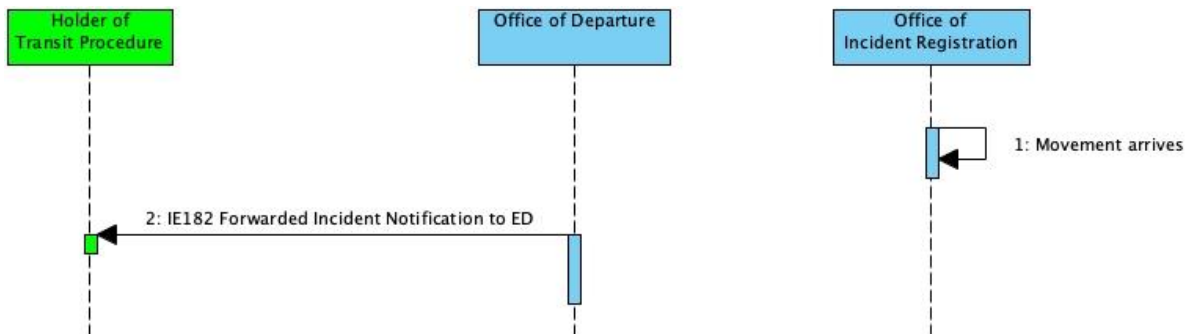 Holder of
Transit Procedure
Office of Departure
Office of
Incident Registration
1: Movement arrives
2: IE182 Forwarded Incident Notification to ED